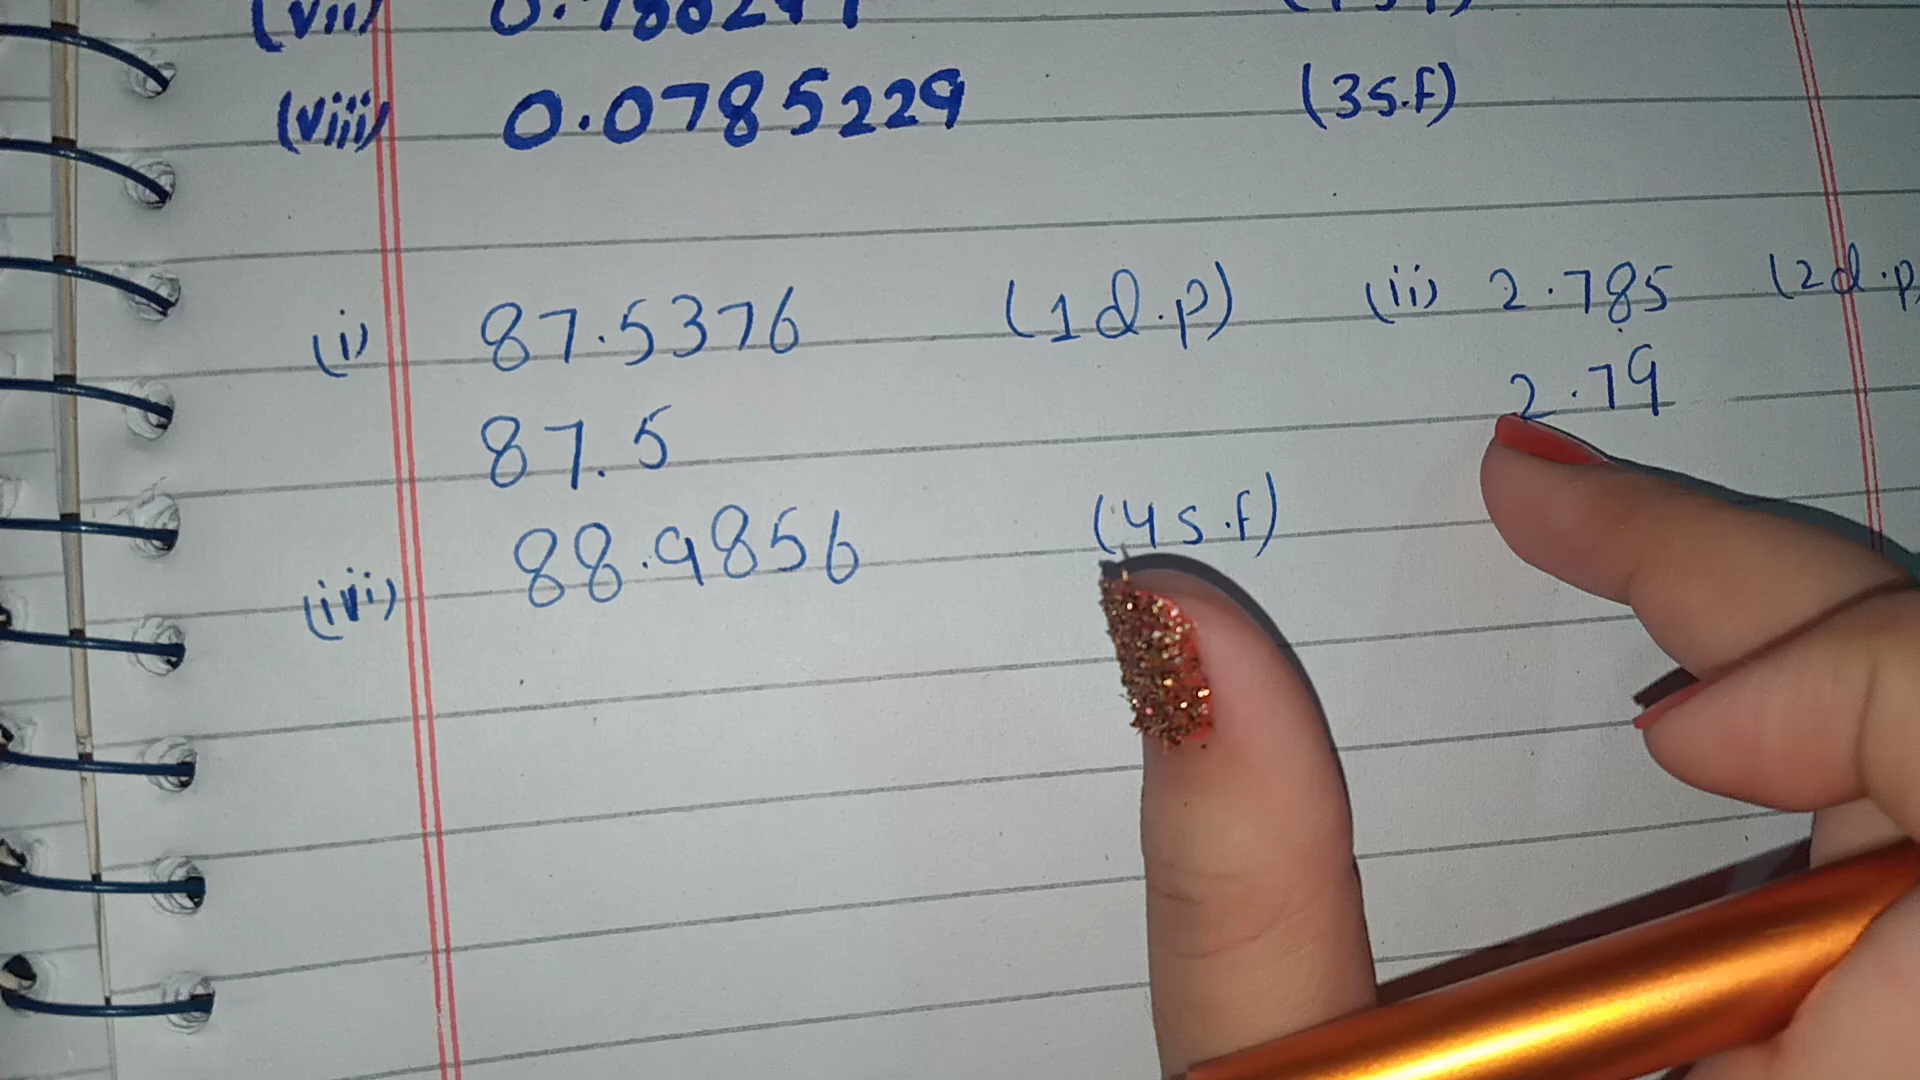 (vii)
(viii) 0.0785229 (3s.f)
(i) 87.5376 (1d.p) (ii) 2.785 (2d.p
87.5 2.79
(iii) 88.9856 (4s.f)